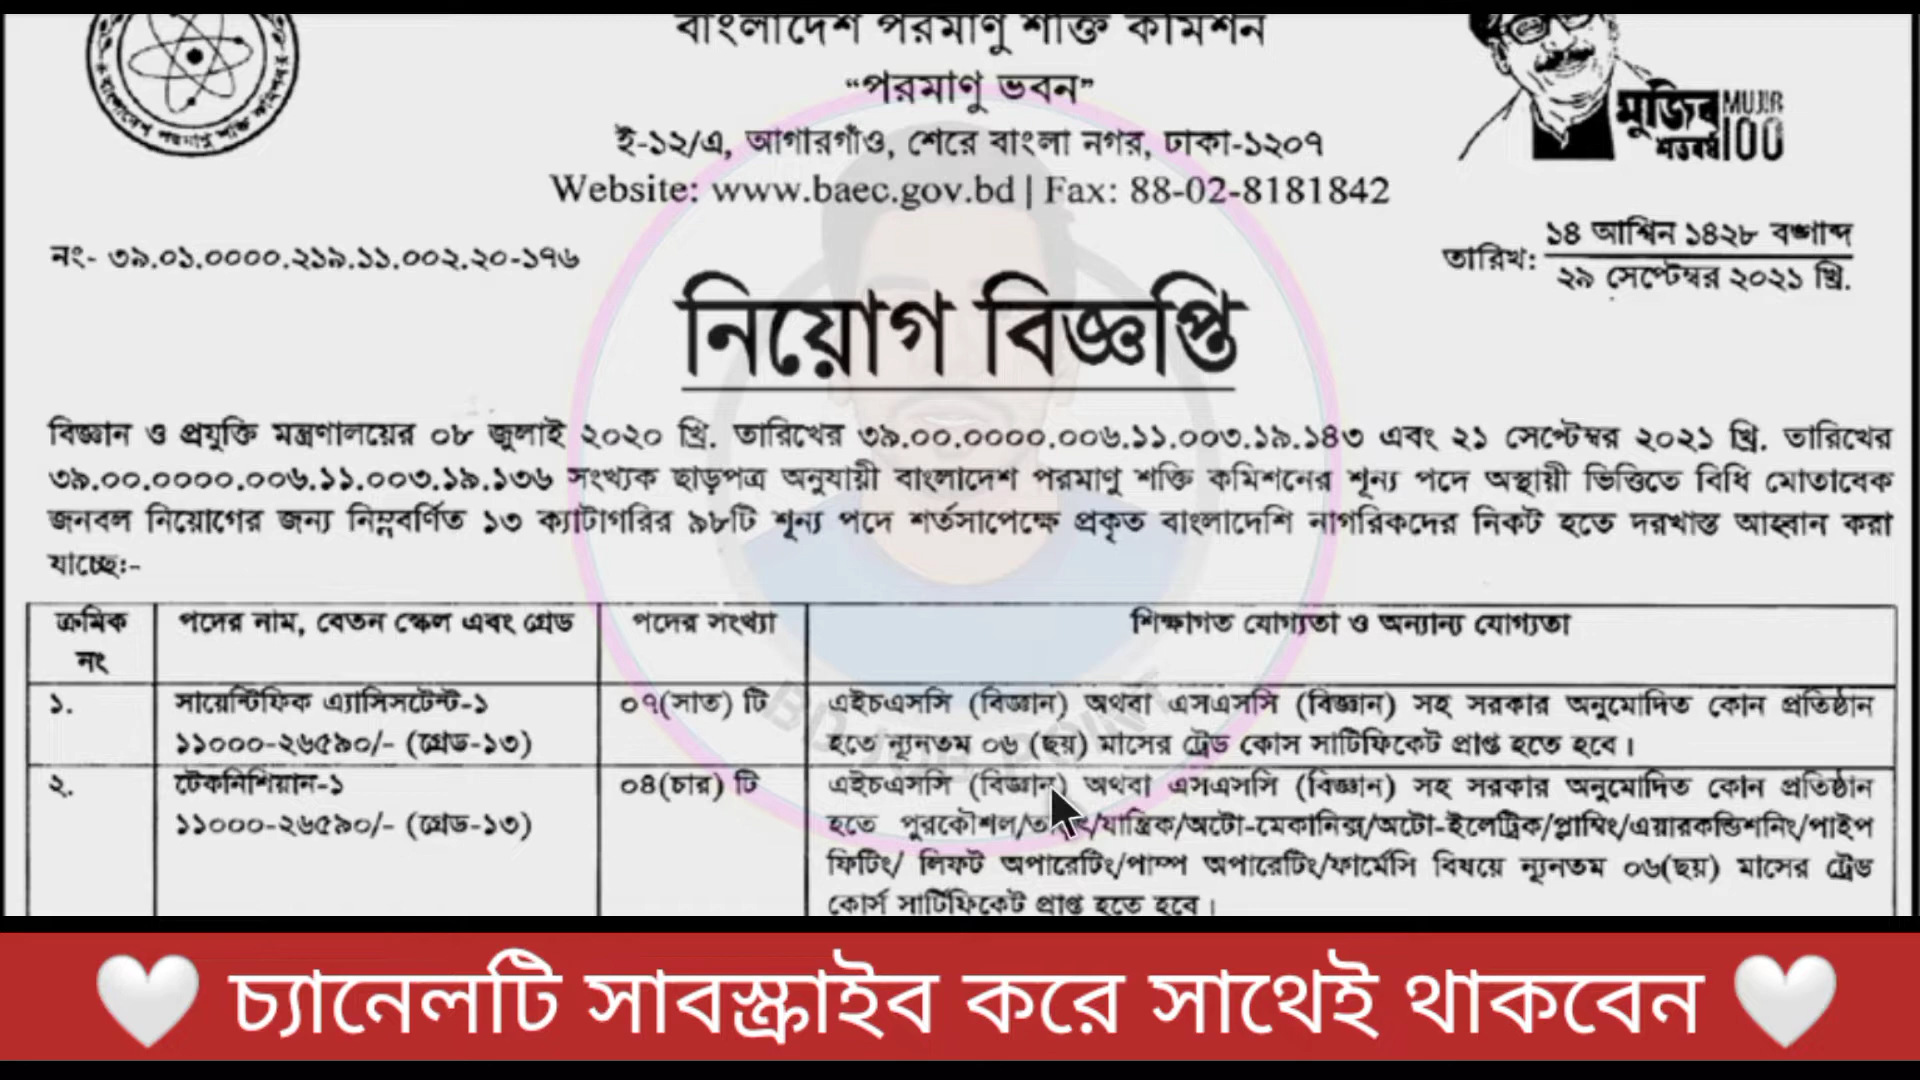 বাংলাদেশ পরমাণু শক্তি কমিশন
“পরমাণু ভবন”
ই-১২/এ, আগারগাঁও, শেরে বাংলা নগর, ঢাকা-১২০৭
Website: www.baec.gov.bd | Fax: 88-02-8181842
বাংলাদেশ পরমাণু শক্তি কমিশন
মুজিব MUJIB
শতবর্ষ 100
নং- ৩৯.০১.০০০০.২১৯.১১.০০২.২০-১৭৬
তারিখ: ১৪ আশ্বিন ১৪২৮ বঙ্গাব্দ
২৯ সেপ্টেম্বর ২০২১ খ্রি.
নিয়োগ বিজ্ঞপ্তি
বিজ্ঞান ও প্রযুক্তি মন্ত্রণালয়ের ০৮ জুলাই ২০২০ খ্রি. তারিখের ৩৯.০০.০০০০.০০৬.১১.০০৩.১৯.১৪৩ এবং ২১ সেপ্টেম্বর ২০২১ খ্রি. তারিখের
৩৯.০০.০০০০.০০৬.১১.০০৩.১৯.১৩৬ সংখ্যক ছাড়পত্র অনুযায়ী বাংলাদেশ পরমাণু শক্তি কমিশনের শূন্য পদে অস্থায়ী ভিত্তিতে বিধি মোতাবেক
জনবল নিয়োগের জন্য নিম্নবর্ণিত ১৩ ক্যাটাগরির ৯৮টি শূন্য পদে শর্তসাপেক্ষে প্রকৃত বাংলাদেশি নাগরিকদের নিকট হতে দরখাস্ত আহ্বান করা
যাচ্ছে:-
ক্রমিক নং
পদের নাম, বেতন স্কেল এবং গ্রেড
পদের সংখ্যা
শিক্ষাগত যোগ্যতা ও অন্যান্য যোগ্যতা
১.
সায়েন্টিফিক এ্যাসিসটেন্ট-১
১১০০০-২৬৫৯০/- (গ্রেড-১৩)
০৭(সাত) টি
এইচএসসি (বিজ্ঞান) অথবা এসএসসি (বিজ্ঞান) সহ সরকার অনুমোদিত কোন প্রতিষ্ঠান
হতে ন্যূনতম ০৬ (ছয়) মাসের ট্রেড কোর্স সার্টিফিকেট প্রাপ্ত হতে হবে।
২.
টেকনিশিয়ান-১
১১০০০-২৬৫৯০/- (গ্রেড-১৩)
০৪(চার) টি
এইচএসসি (বিজ্ঞান) অথবা এসএসসি (বিজ্ঞান) সহ সরকার অনুমোদিত কোন প্রতিষ্ঠান
হতে পুরকৌশল/যান্ত্রিক/অটো-মেকানিক্স/অটো-ইলেট্রিক/প্লাম্বিং/এয়ারকন্ডিশনিং/পাইপ
ফিটিং/ লিফট অপারেটিং/পাম্প অপারেটিং/ফার্মেসি বিষয়ে ন্যূনতম ০৬(ছয়) মাসের ট্রেড
কোর্স সার্টিফিকেট প্রাপ্ত হতে হবে।
BD JOB POINT
চ্যানেলটি সাবস্ক্রাইব করে সাথেই থাকবেন